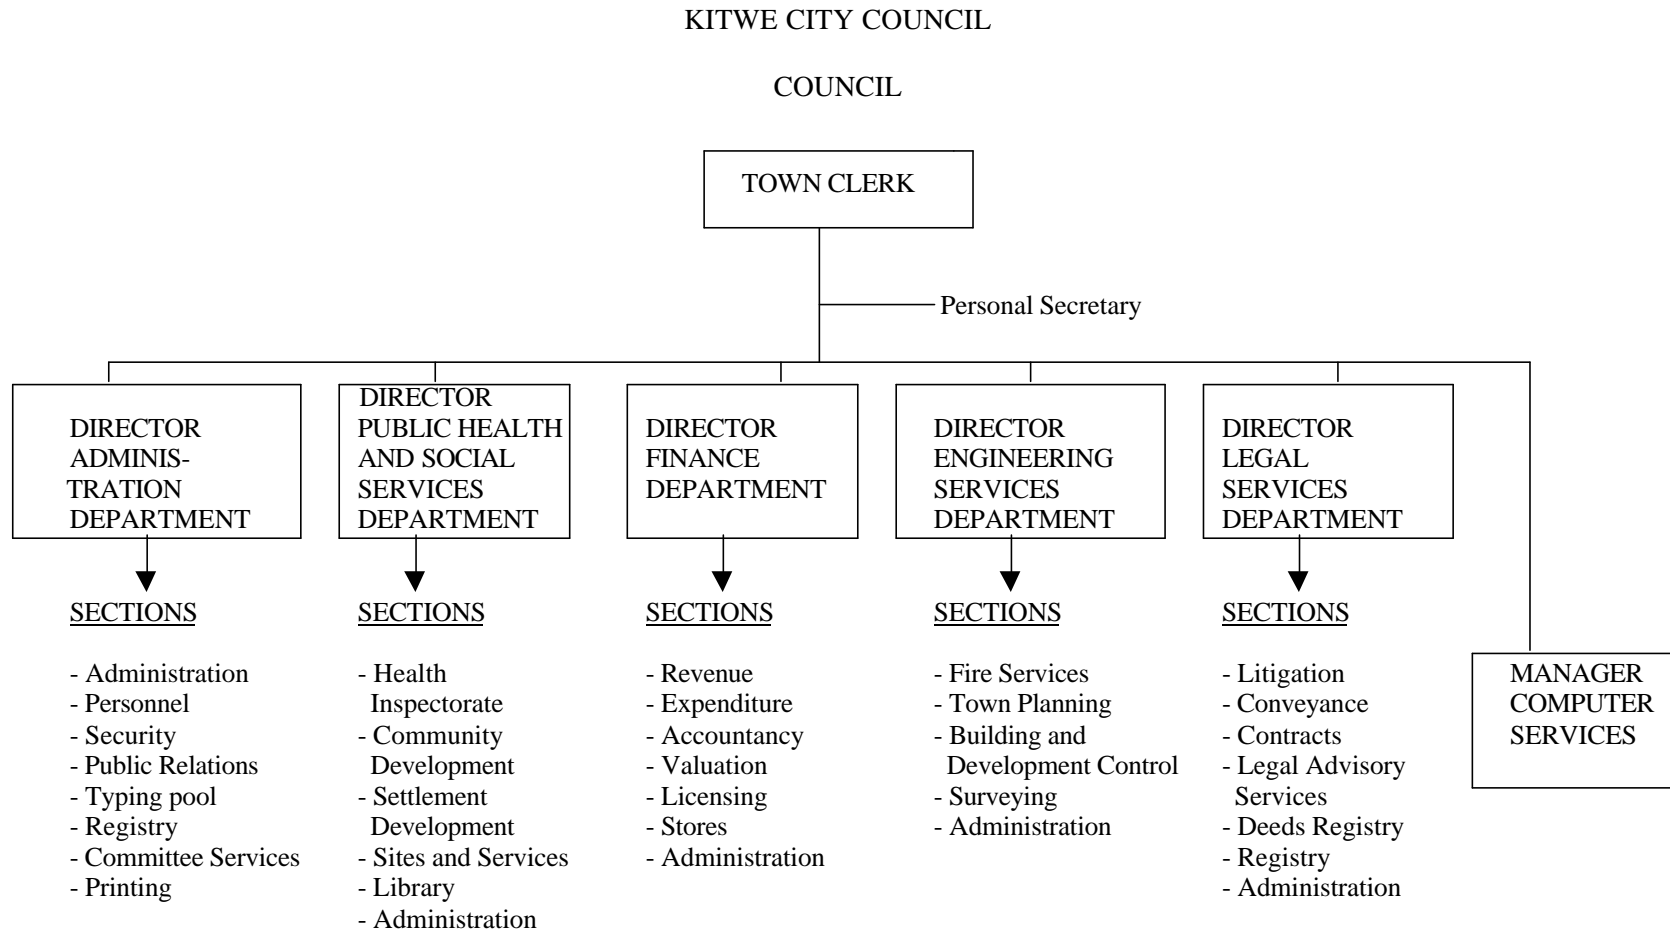 KITWE CITY COUNCIL
COUNCIL
TOWN CLERK
Personal Secretary
DIRECTOR
ADMINIS-
TRATION
DEPARTMENT
DIRECTOR
PUBLIC HEALTH
AND SOCIAL
SERVICES
DEPARTMENT
DIRECTOR
FINANCE
DEPARTMENT
DIRECTOR
ENGINEERING
SERVICES
DEPARTMENT
DIRECTOR
LEGAL
SERVICES
DEPARTMENT
SECTIONS
- Administration
- Personnel
- Security
- Public Relations
- Typing pool
- Registry
- Committee Services
- Printing
SECTIONS
- Health
Inspectorate
- Community
Development
- Settlement
Development
- Sites and Services
- Library
- Administration
SECTIONS
- Revenue
- Expenditure
- Accountancy
- Valuation
- Licensing
- Stores
- Administration
SECTIONS
- Fire Services
- Town Planning
- Building and
Development Control
- Surveying
- Administration
SECTIONS
- Litigation
- Conveyance
- Contracts
- Legal Advisory
Services
- Deeds Registry
- Registry
- Administration
MANAGER
COMPUTER
SERVICES